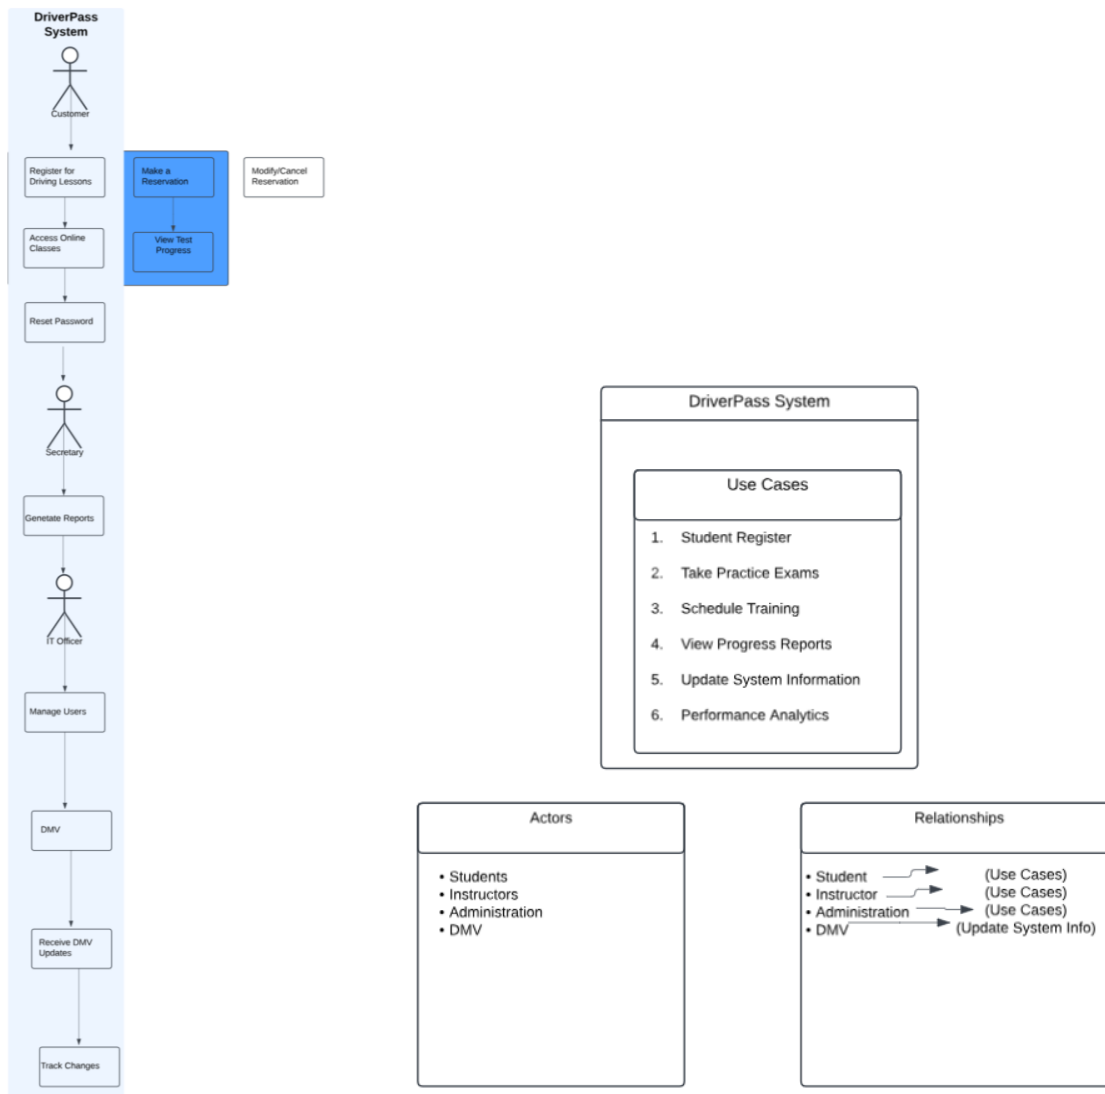 DriverPass
System
Customer
Register for
Driving Lessons
Make a
Reservation
Modify/Cancel
Reservation
Access Online
Classes
View Test
Progress
Reset Password
Secretary
Genetate Reports
IT Officer
Manage Users
DMV
Receive DMV
Updates
Track Changes
DriverPass System
Use Cases
1. Student Register
2. Take Practice Exams
3. Schedule Training
4. View Progress Reports
5. Update System Information
6. Performance Analytics
Actors
• Students
• Instructors
• Administration
• DMV
Relationships
• Student (Use Cases)
• Instructor (Use Cases)
• Administration (Use Cases)
• DMV (Update System Info)